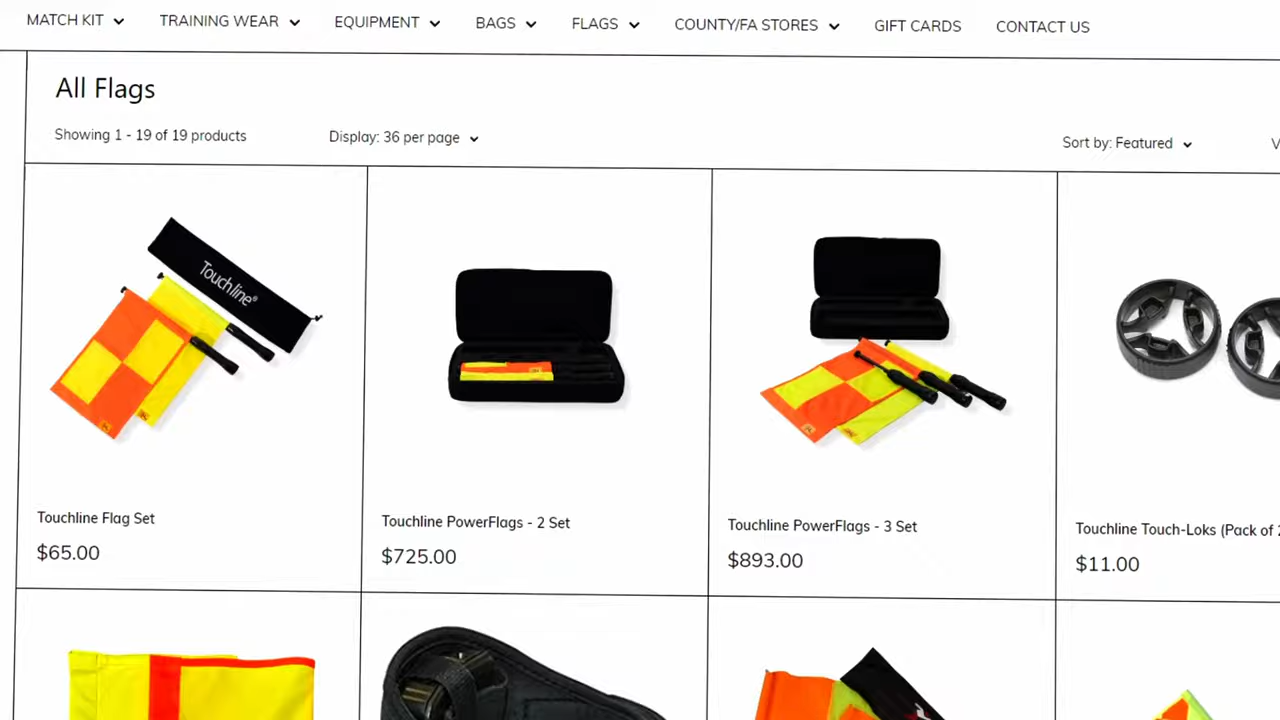 MATCH KIT
TRAINING WEAR
EQUIPMENT
BAGS
FLAGS
COUNTY/FA STORES
GIFT CARDS
CONTACT US
All Flags
Showing 1 - 19 of 19 products
Display: 36 per page
Sort by: Featured
Touchline®
Touchline Flag Set
$65.00
Touchline PowerFlags - 2 Set
$725.00
Touchline PowerFlags - 3 Set
$893.00
Touchline Touch-Loks (Pack of
$11.00